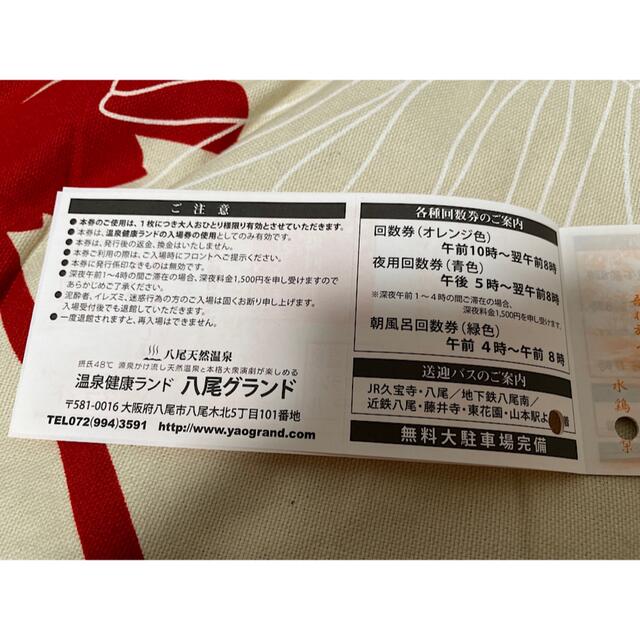 ご注意
●本券のご使用は、1枚につき大人おひとり様限り有効とさせていただきます。
●本券は、温泉健康ランドの入場券の使用としてのみ有効です。
●本券は、発行後の返金、換金はいたしません。
●本券ご利用の際は、ご入場時にフロントへご提示ください。
●本券に発行係印なきものは無効です。
●深夜午前1〜4時の間ご滞在の場合、深夜料金1,500円を申し受けますので
あらかじめご了承ください。
●泥酔者、イレズミ、迷惑行為の方のご入場は固くお断り申し上げます。
入場受付後でも退館していただきます。
●一度退館されますと、再入場はできません。
八尾天然温泉
摂氏48℃ 源泉かけ流し天然温泉と本格大衆演劇が楽しめる
温泉健康ランド 八尾グランド
〒581-0016 大阪府八尾市八尾木北5丁目101番地
TEL072(994)3591 http://www.yaogrand.com
各種回数券のご案内
回数券(オレンジ色)
午前10時〜翌午前8時
夜用回数券(青色)
午後 5時〜翌午前8時
※深夜午前1〜4時の間ご滞在の場合、
深夜料金1,500円を申し受けます。
朝風呂回数券(緑色)
午前 4時〜午前 8時
送迎バスのご案内
JR久宝寺・八尾/地下鉄八尾南/
近鉄八尾・藤井寺・東花園・山本駅よ
無料大駐車場完備